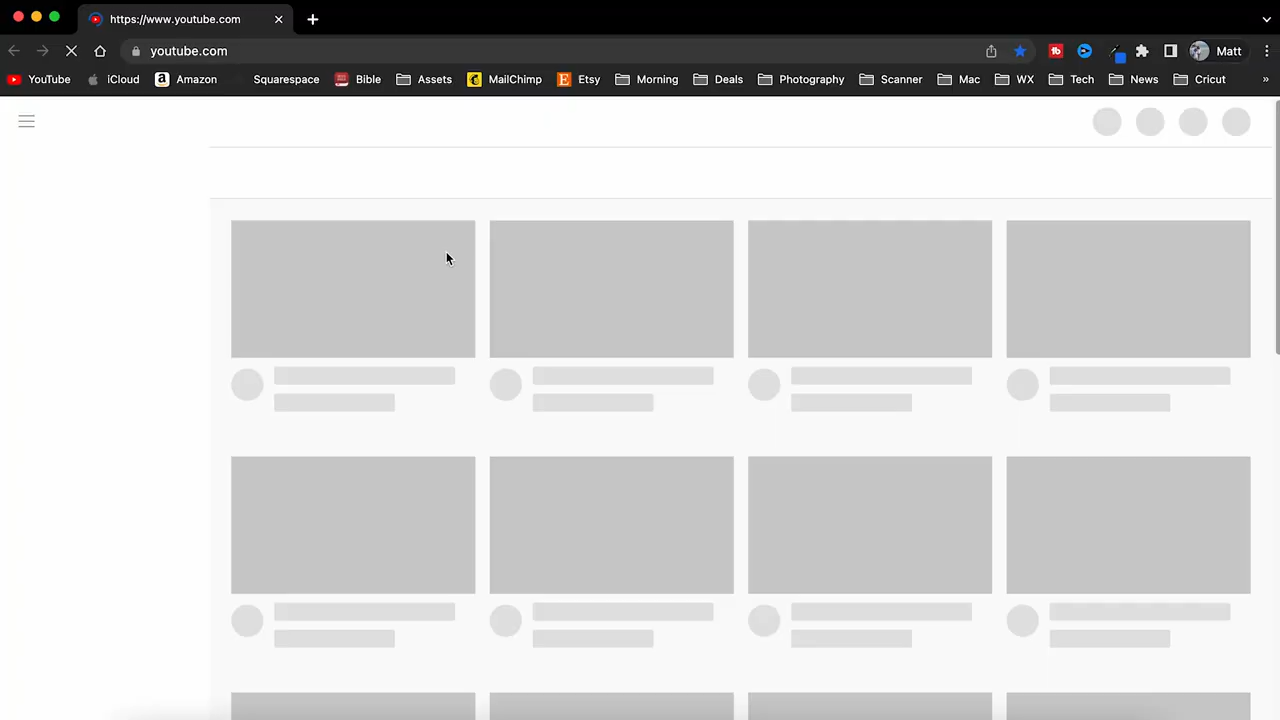 https://www.youtube.com
youtube.com
Matt
YouTube
iCloud
Amazon
Squarespace
Bible
Assets
MailChimp
Etsy
Morning
Deals
Photography
Scanner
Mac
WX
Tech
News
Cricut